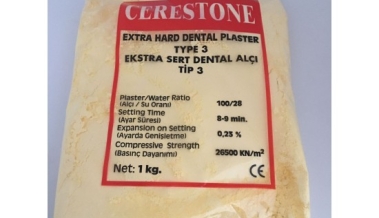 CERESTONE
EXTRA HARD DENTAL PLASTER
TYPE 3
EKSTRA SERT DENTAL ALÇI
TİP 3
Plaster/Water Ratio
(Alçı / Su Oranı) 100/28
Setting Time
(Ayar Süresi) 8-9 min.
Expansion on Setting
(Ayarda Genişletme) 0,25 %
Compressive Strength
(Basınç Dayanımı) 26500 KN/m²
Net: 1 kg. CE